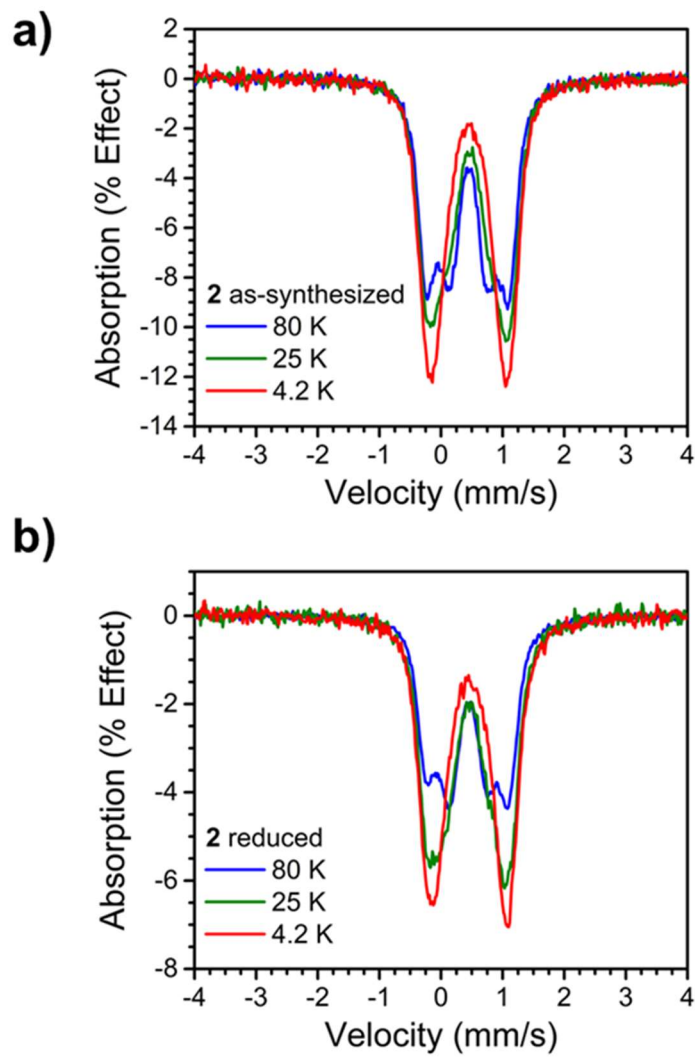 a)
2
0
-2
-4
-6
-8
-10
-12
-14
Absorption (% Effect)
2 as-synthesized
80 K
25 K
4.2 K
-4 -3 -2 -1 0 1 2 3 4
Velocity (mm/s)
b)
0
-2
-4
-6
-8
Absorption (% Effect)
2 reduced
80 K
25 K
4.2 K
-4 -3 -2 -1 0 1 2 3 4
Velocity (mm/s)